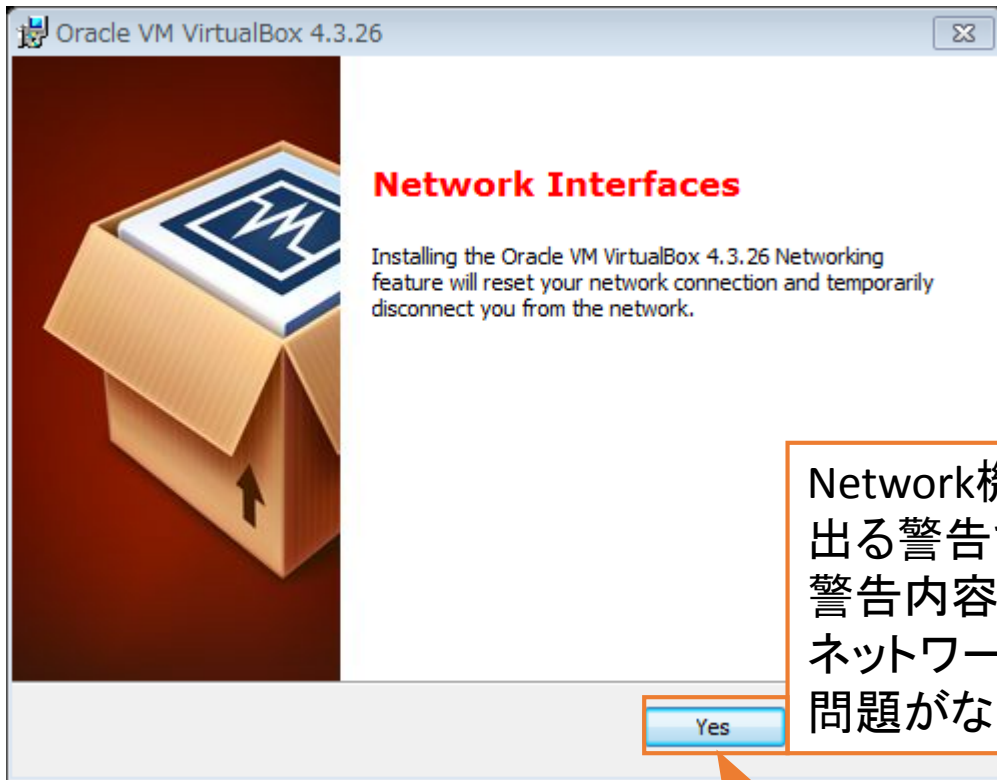 Oracle VM VirtualBox 4.3.26
Network Interfaces
Installing the Oracle VM VirtualBox 4.3.26 Networking
feature will reset your network connection and temporarily
disconnect you from the network.
Network
出る警告
警告内容
ネットワー
問題がな
Yes